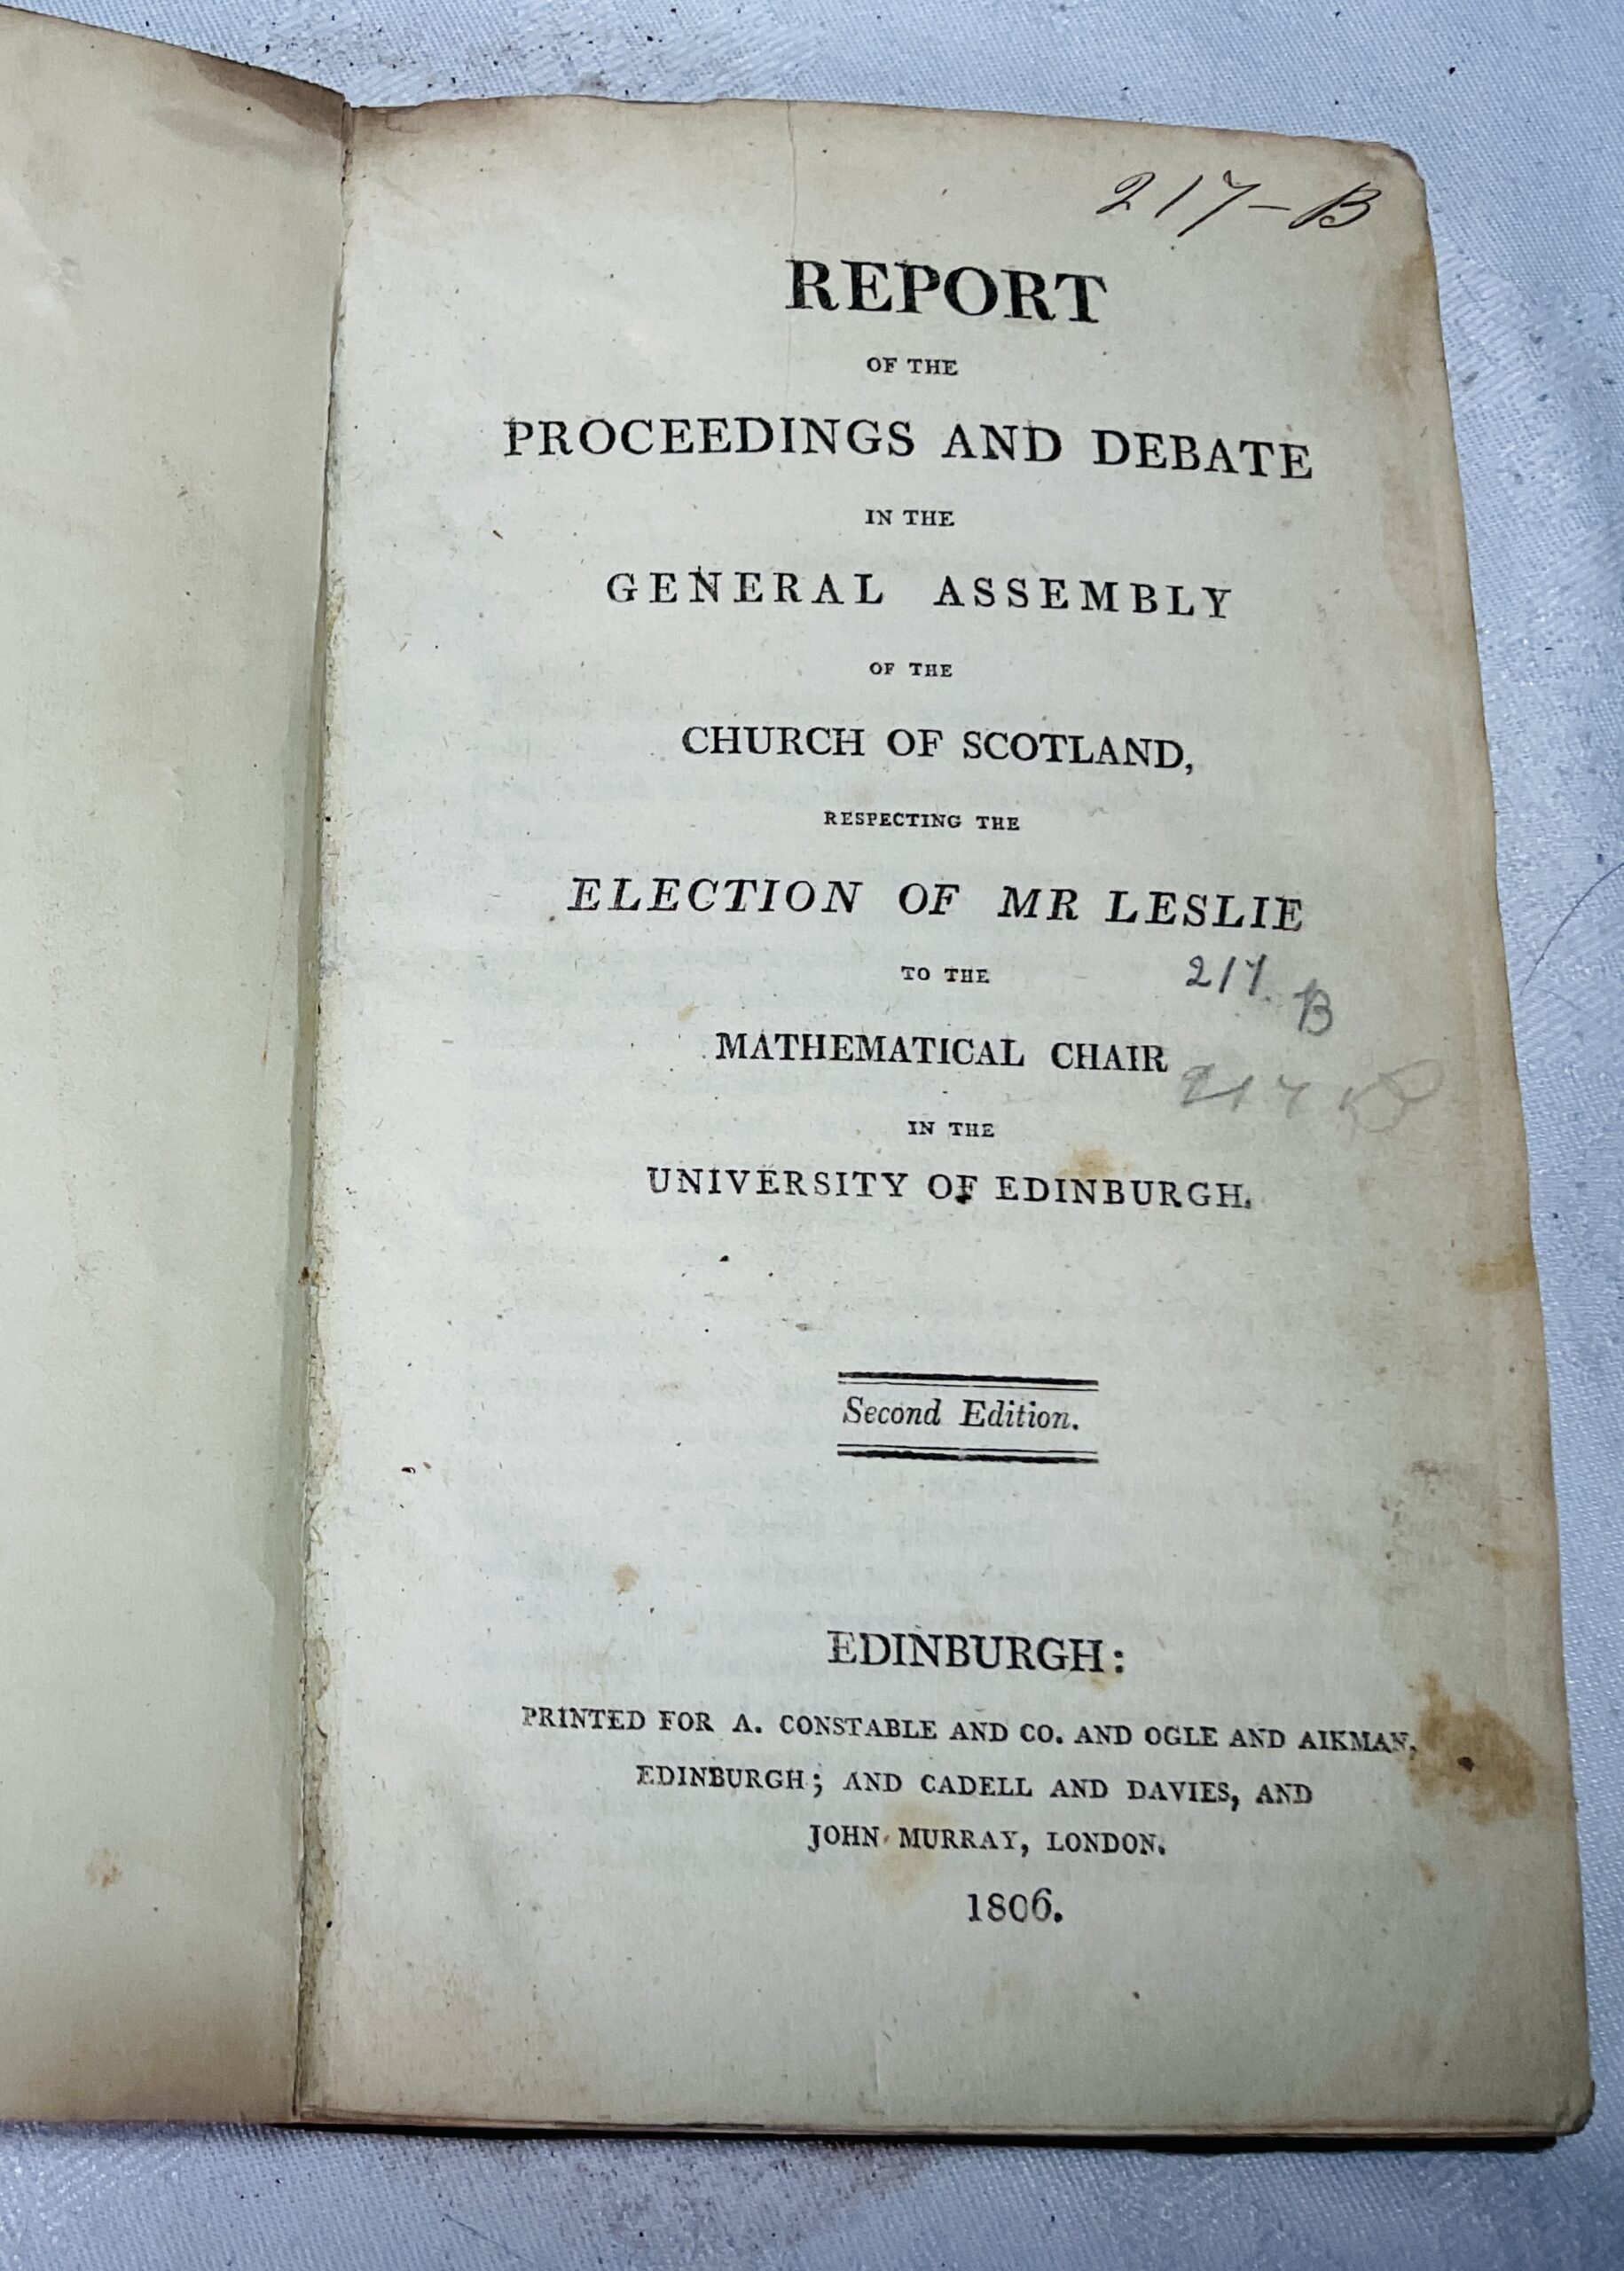 217-B
REPORT
OF THE
PROCEEDINGS AND DEBATE
IN THE
GENERAL ASSEMBLY
OF THE
CHURCH OF SCOTLAND,
RESPECTING THE
ELECTION OF MR LESLIE
TO THE
217. B
MATHEMATICAL CHAIR
217
IN THE
UNIVERSITY OF EDINBURGH.
Second Edition.
EDINBURGH:
PRINTED FOR A. CONSTABLE AND CO. AND OGLE AND AIKMAN,
EDINBURGH; AND CADELL AND DAVIES, AND
JOHN MURRAY, LONDON.
1806.